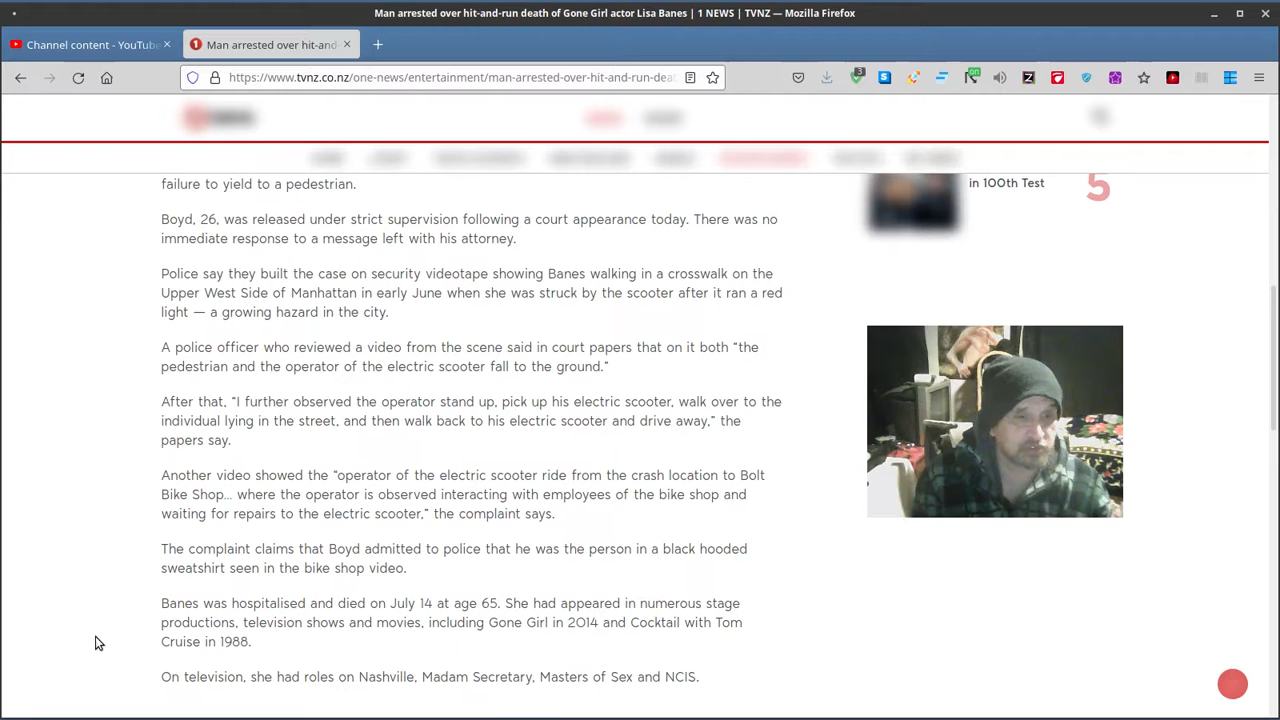 Man arrested over hit-and-run death of Gone Girl actor Lisa Banes | 1 NEWS | TVNZ — Mozilla Firefox
Channel content - YouTube
Man arrested over hit-and-
https://www.tvnz.co.nz/one-news/entertainment/man-arrested-over-hit-and-run-dea
3
on
failure to yield to a pedestrian.
in 100th Test
5
Boyd, 26, was released under strict supervision following a court appearance today. There was no
immediate response to a message left with his attorney.
Police say they built the case on security videotape showing Banes walking in a crosswalk on the
Upper West Side of Manhattan in early June when she was struck by the scooter after it ran a red
light — a growing hazard in the city.
A police officer who reviewed a video from the scene said in court papers that on it both “the
pedestrian and the operator of the electric scooter fall to the ground.”
After that, “I further observed the operator stand up, pick up his electric scooter, walk over to the
individual lying in the street, and then walk back to his electric scooter and drive away,” the
papers say.
Another video showed the “operator of the electric scooter ride from the crash location to Bolt
Bike Shop... where the operator is observed interacting with employees of the bike shop and
waiting for repairs to the electric scooter,” the complaint says.
The complaint claims that Boyd admitted to police that he was the person in a black hooded
sweatshirt seen in the bike shop video.
Banes was hospitalised and died on July 14 at age 65. She had appeared in numerous stage
productions, television shows and movies, including Gone Girl in 2014 and Cocktail with Tom
Cruise in 1988.
On television, she had roles on Nashville, Madam Secretary, Masters of Sex and NCIS.